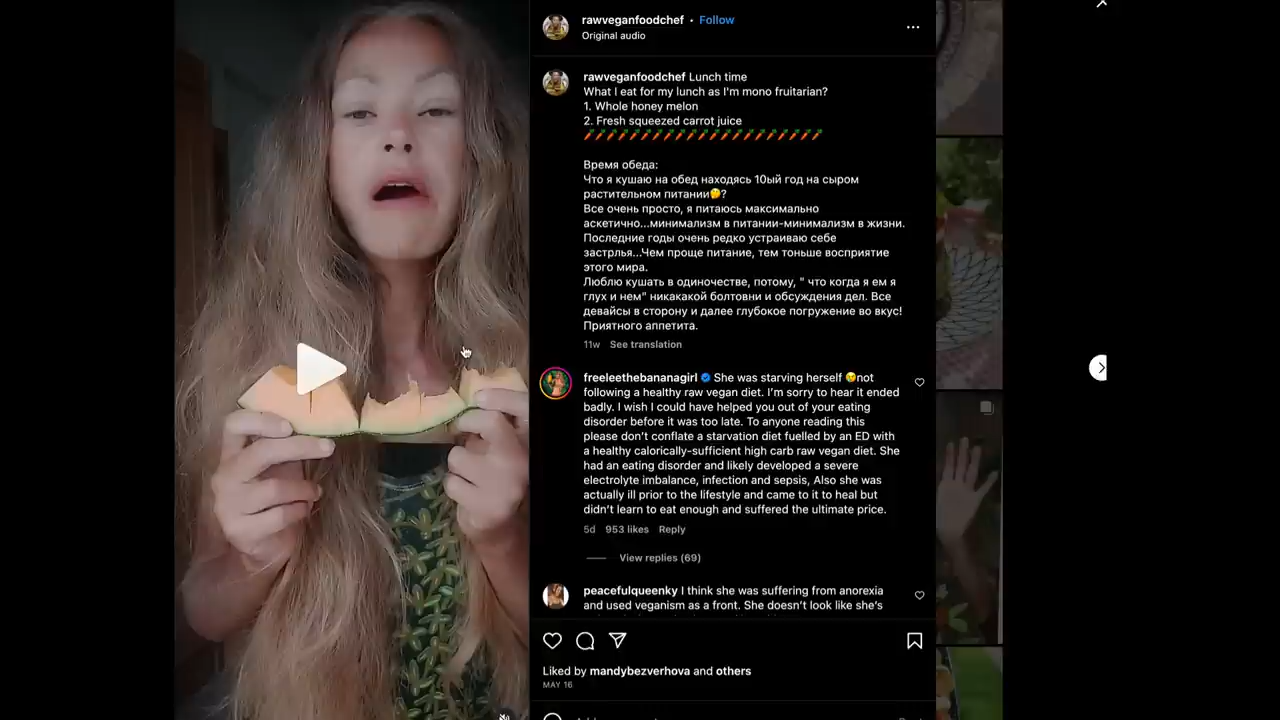 rawveganfoodchef • Follow
Original audio
rawveganfoodchef Lunch time
What I eat for my lunch as I'm mono fruitarian?
1. Whole honey melon
2. Fresh squeezed carrot juice
🥕🥕🥕🥕🥕🥕🥕🥕🥕🥕🥕🥕🥕🥕🥕🥕🥕🥕🥕🥕
Время обеда:
Что я кушаю на обед находясь 10ый год на сыром
растительном питании🤔?
Все очень просто, я питаюсь максимально
аскетично...минимализм в питании-минимализм в жизни.
Последние годы очень редко устраиваю себе
застрлья...Чем проще питание, тем тоньше восприятие
этого мира.
Люблю кушать в одиночестве, потому, " что когда я ем я
глух и нем" никакакой болтовни и обсуждения дел. Все
девайсы в сторону и далее глубокое погружение во вкус!
Приятного аппетита.
11w See translation
freeleethebananagirl She was starving herself 😢not
following a healthy raw vegan diet. I'm sorry to hear it ended
badly. I wish I could have helped you out of your eating
disorder before it was too late. To anyone reading this
please don't conflate a starvation diet fuelled by an ED with
a healthy calorically-sufficient high carb raw vegan diet. She
had an eating disorder and likely developed a severe
electrolyte imbalance, infection and sepsis, Also she was
actually ill prior to the lifestyle and came to it to heal but
didn't learn to eat enough and suffered the ultimate price.
5d 953 likes Reply
View replies (69)
peacefulqueenky I think she was suffering from anorexia
and used veganism as a front. She doesn't look like she's
Liked by mandybezverhova and others
MAY 16